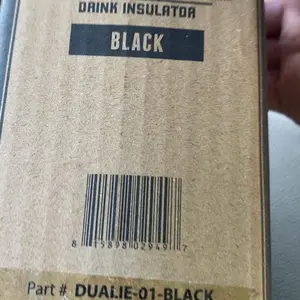 DRINK INSULATOR
BLACK
8 15898 02949 7
Part # DUALIE-01-BLACK